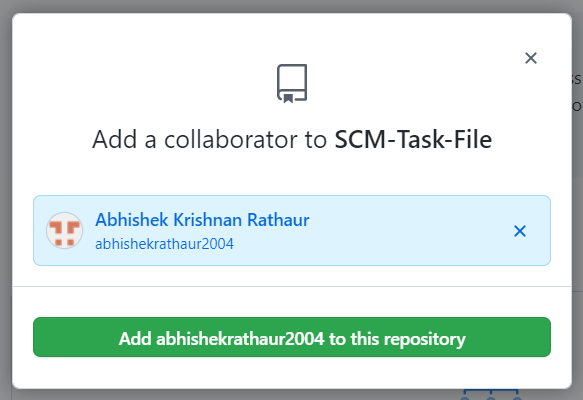 Add a collaborator to SCM-Task-File
Abhishek Krishnan Rathaur
abhishekrathaur2004
Add abhishekrathaur2004 to this repository